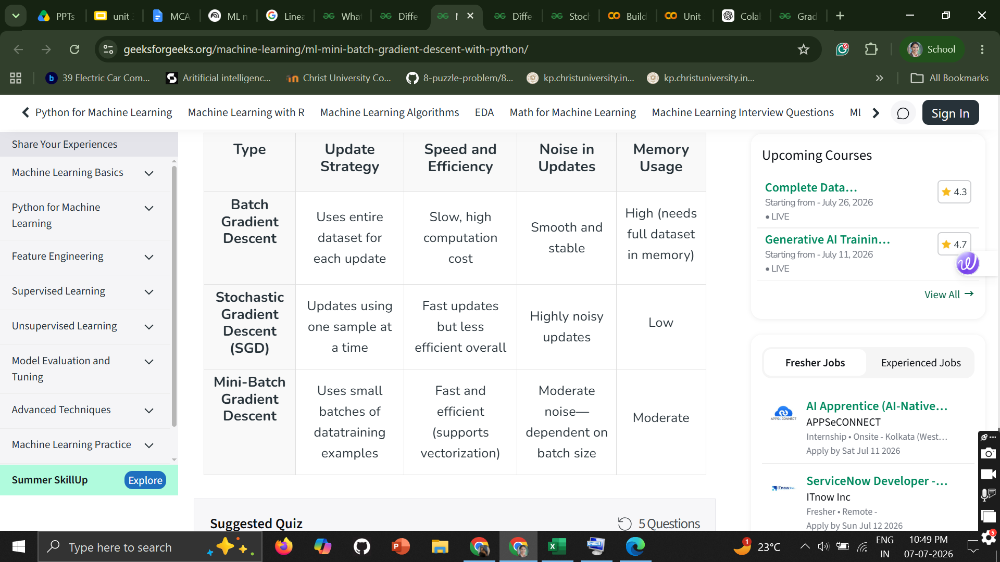 PPTs
unit
MCA
ML n
Linea
What
Differ
Differ
Stoch
Build
Unit
Colab
Grad
geeksforgeeks.org/machine-learning/ml-mini-batch-gradient-descent-with-python/
School
39 Electric Car Com...
Aritificial intelligenc...
Christ University Co...
8-puzzle-problem/8...
kp.christuniversity.in...
kp.christuniversity.in...
All Bookmarks
Python for Machine Learning
Machine Learning with R
Machine Learning Algorithms
EDA
Math for Machine Learning
Machine Learning Interview Questions
Ml
Sign In
Share Your Experiences
Machine Learning Basics
Python for Machine
Learning
Feature Engineering
Supervised Learning
Unsupervised Learning
Model Evaluation and
Tuning
Advanced Techniques
Machine Learning Practice
Summer SkillUp
Explore
Type
Update
Strategy
Speed and
Efficiency
Noise in
Updates
Memory
Usage
Batch
Gradient
Descent
Uses entire
dataset for
each update
Slow, high
computation
cost
Smooth and
stable
High (needs
full dataset
in memory)
Stochastic
Gradient
Descent
(SGD)
Updates using
one sample at
a time
Fast updates
but less
efficient overall
Highly noisy
updates
Low
Mini-Batch
Gradient
Descent
Uses small
batches of
datatraining
examples
Fast and
efficient
(supports
vectorization)
Moderate
noise—
dependent on
batch size
Moderate
Suggested Quiz
5 Questions
Upcoming Courses
Complete Data...
4.3
Starting from - July 26, 2026
• LIVE
Generative AI Trainin...
4.7
Starting from - July 11, 2026
• LIVE
View All →
Fresher Jobs
Experienced Jobs
AI Apprentice (AI-Native...
APPSeCONNECT
APPSeCONNECT
Internship • Onsite - Kolkata (West...
Apply by Sat Jul 11 2026
ServiceNow Developer -...
ITnow Inc.
ITnow Inc
Fresher • Remote -
Apply by Sun Jul 12 2026
5
Type here to search
1
23°C
ENG
IN
10:49 PM
07-07-2026